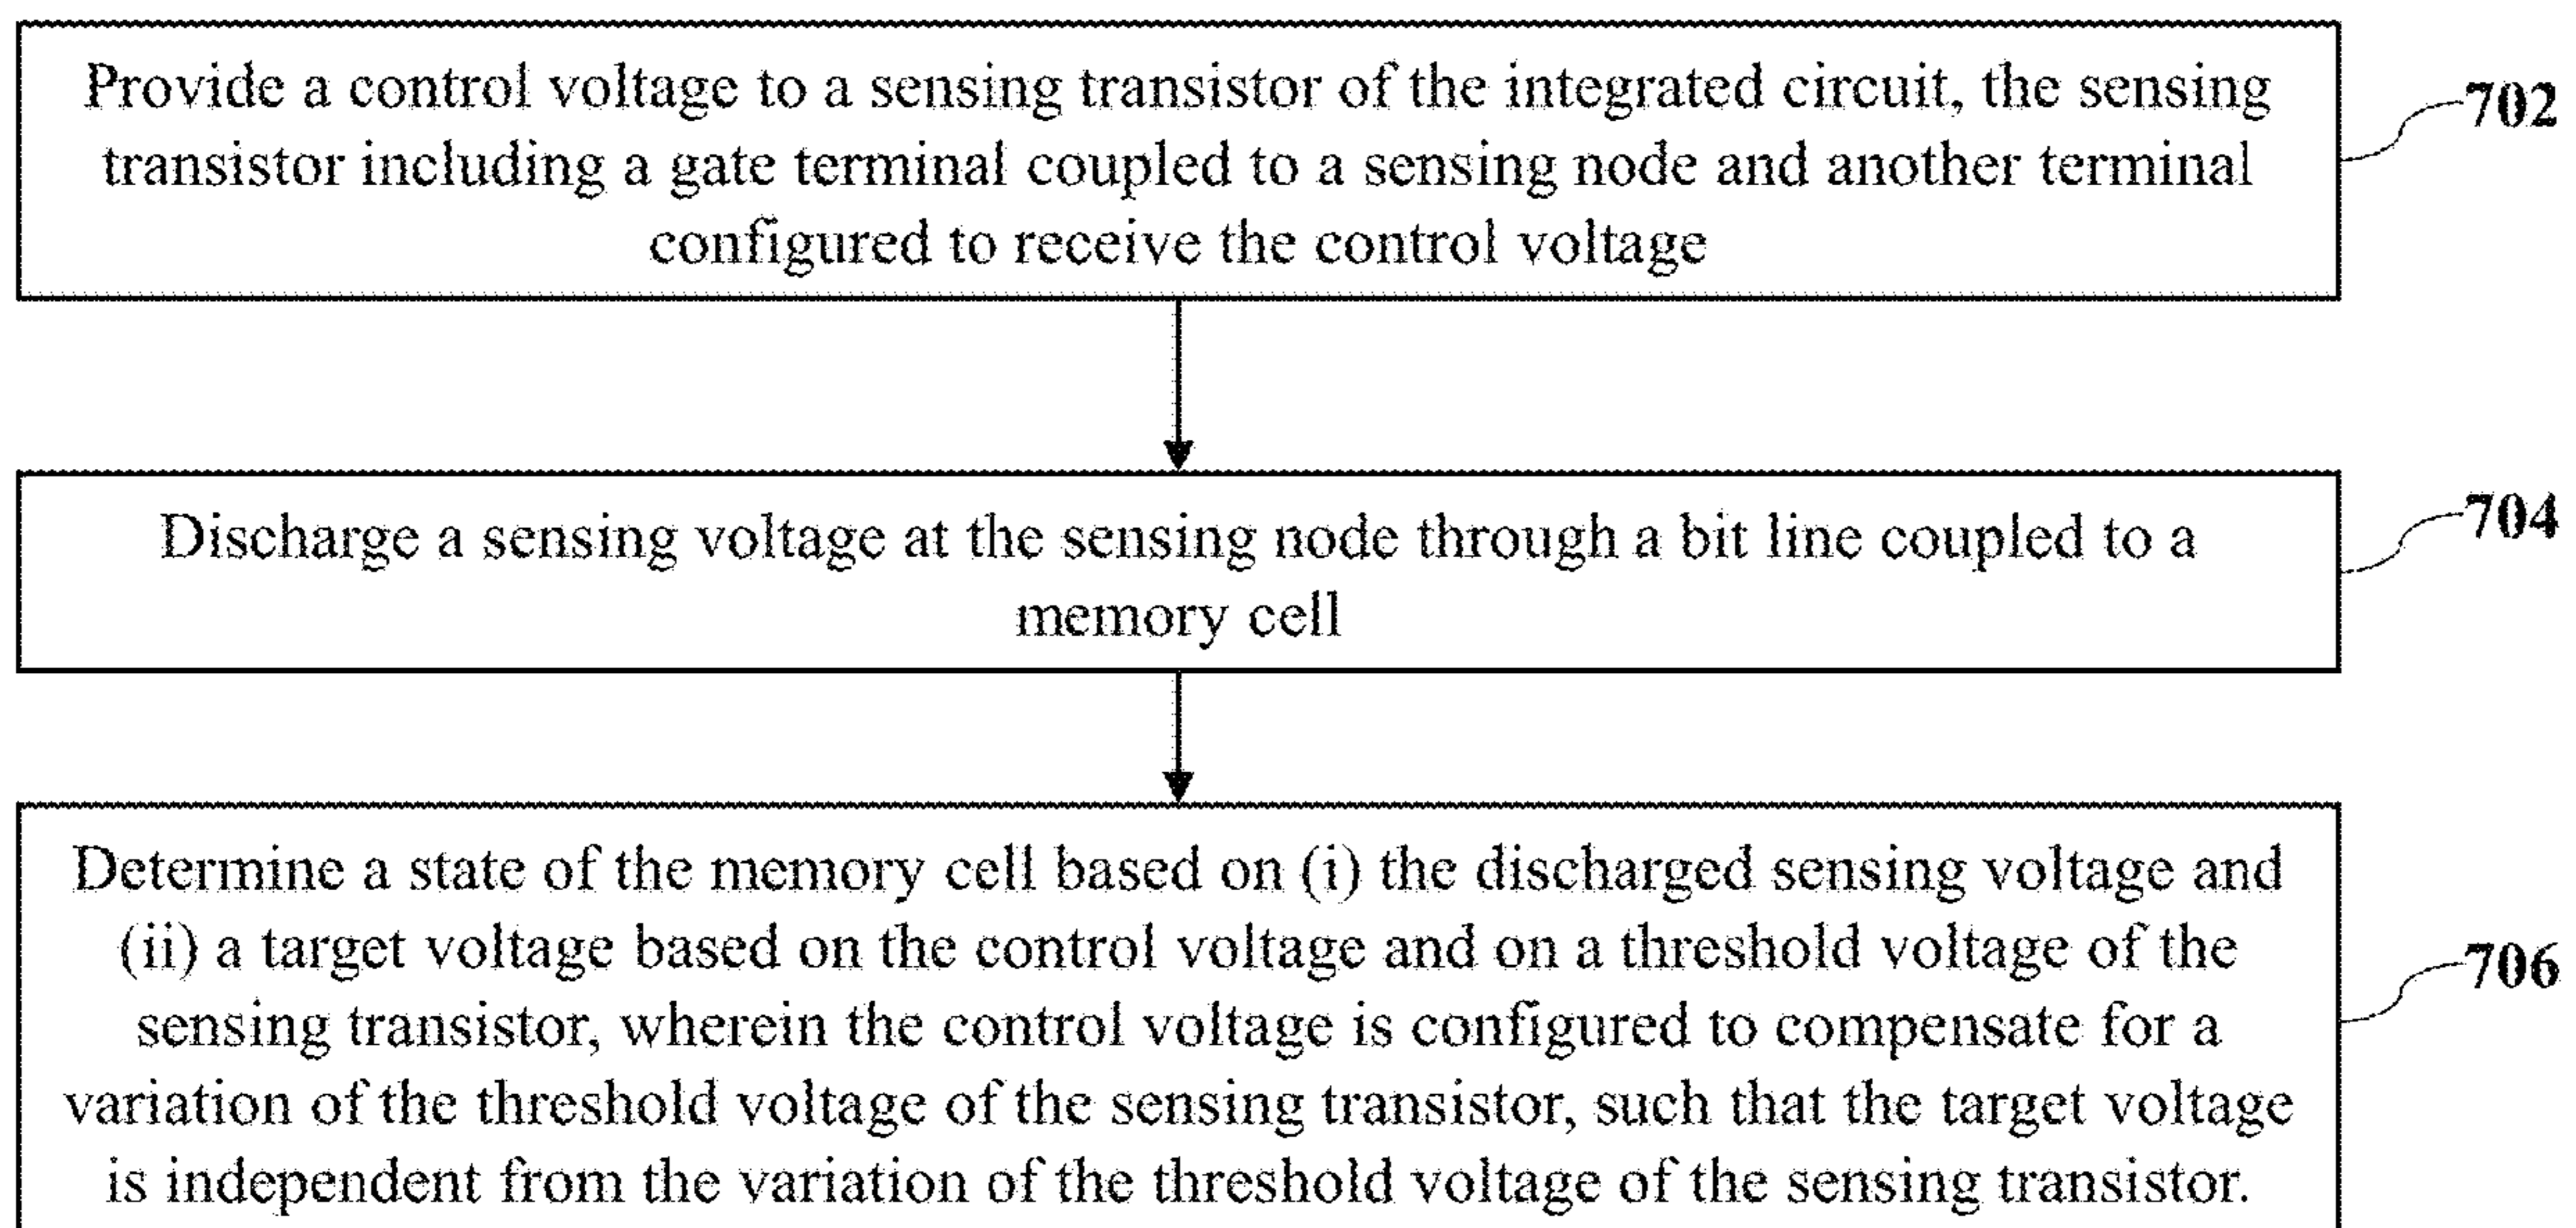 Provide a control voltage to a sensing transistor of the integrated circuit, the sensing
transistor including a gate terminal coupled to a sensing node and another terminal
configured to receive the control voltage
702
Discharge a sensing voltage at the sensing node through a bit line coupled to a
memory cell
704
Determine a state of the memory cell based on (i) the discharged sensing voltage and
(ii) a target voltage based on the control voltage and on a threshold voltage of the
sensing transistor, wherein the control voltage is configured to compensate for a
variation of the threshold voltage of the sensing transistor, such that the target voltage
is independent from the variation of the threshold voltage of the sensing transistor.
706